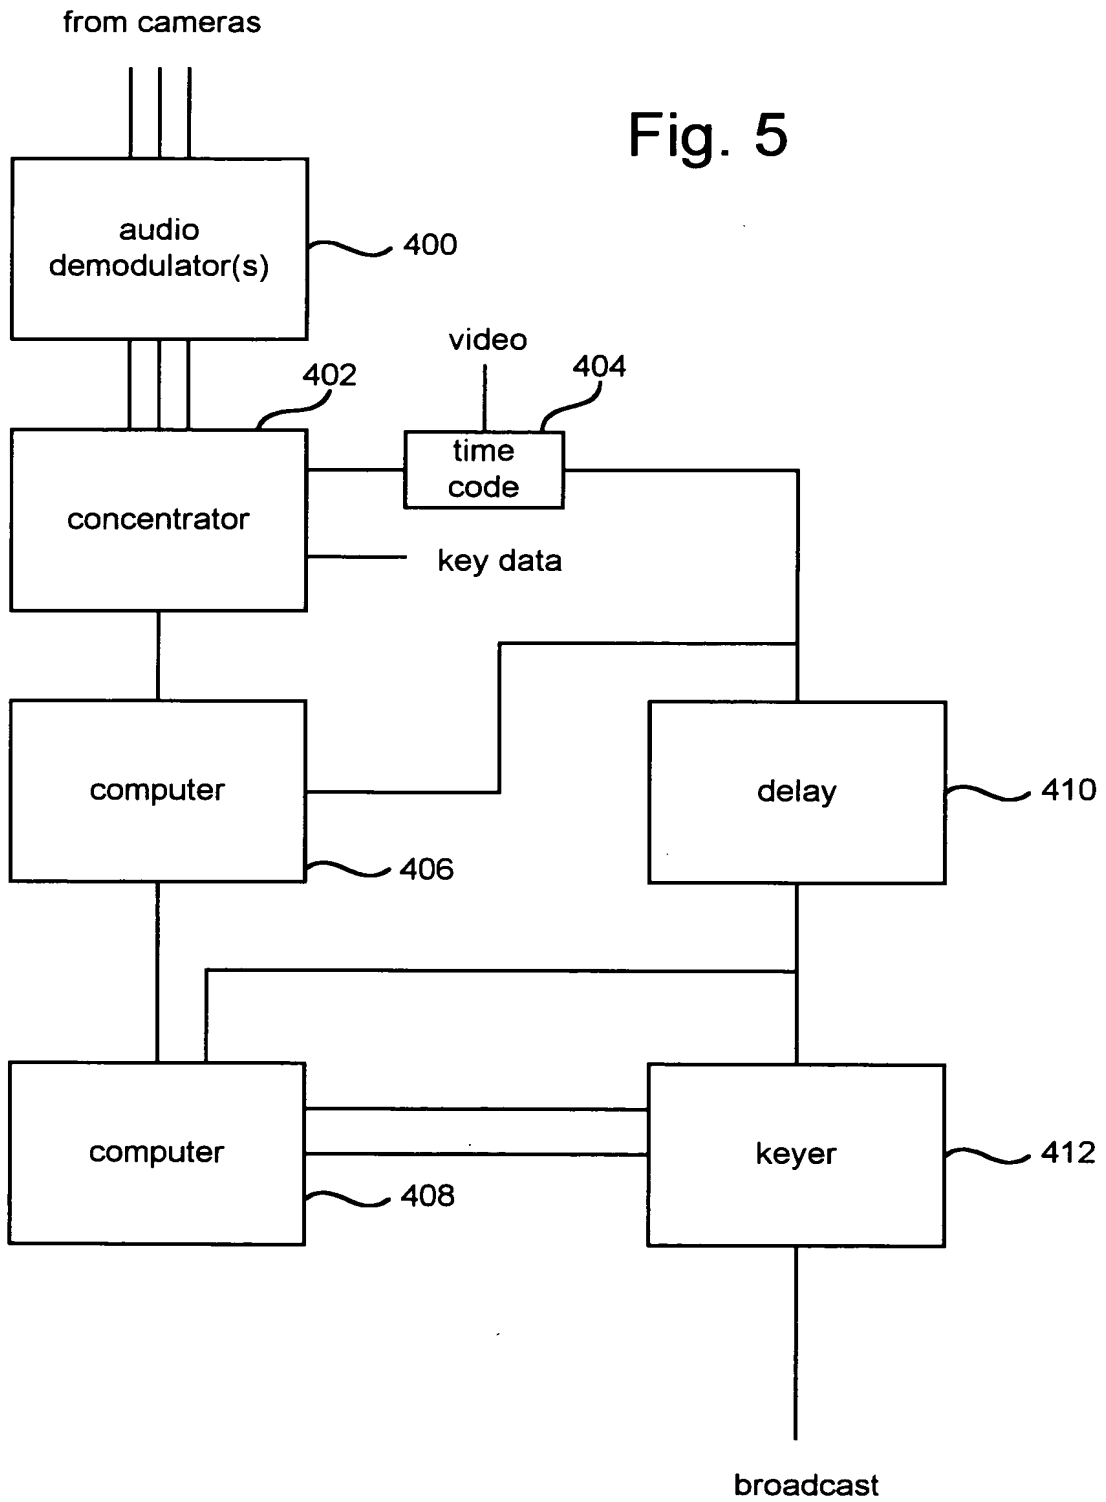 from cameras
Fig. 5
audio
demodulator(s)
400
video
402
404
time
code
concentrator
key data
computer
delay
410
406
computer
keyer
412
408
broadcast